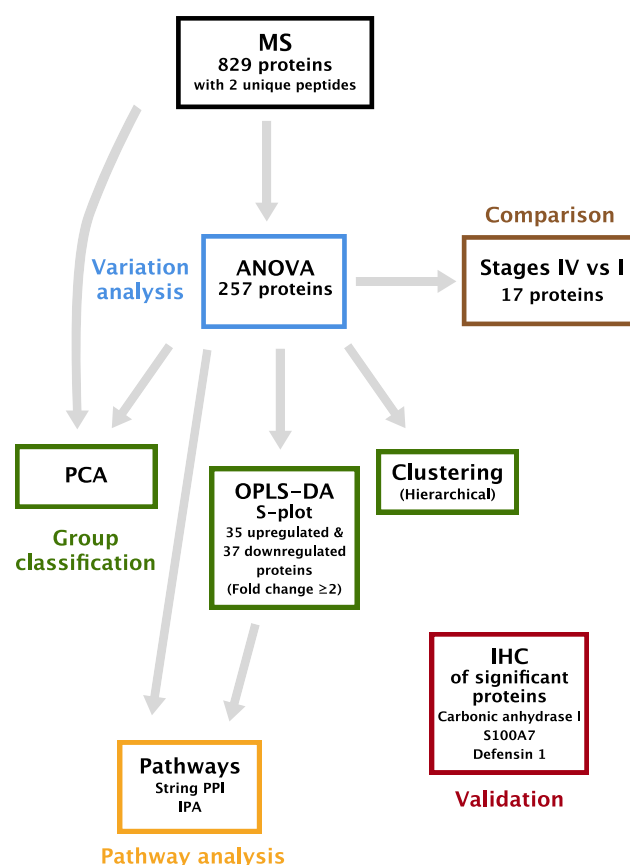 MS
829 proteins
with 2 unique peptides
Comparison
Variation
analysis
ANOVA
257 proteins
Stages IV vs I
17 proteins
PCA
Group
classification
OPLS-DA
S-plot
35 upregulated &
37 downregulated
proteins
(Fold change ≥2)
Clustering
(Hierarchical)
IHC
of significant
proteins
Carbonic anhydrase I
S100A7
Defensin 1
Validation
Pathways
String PPI
IPA
Pathway analysis